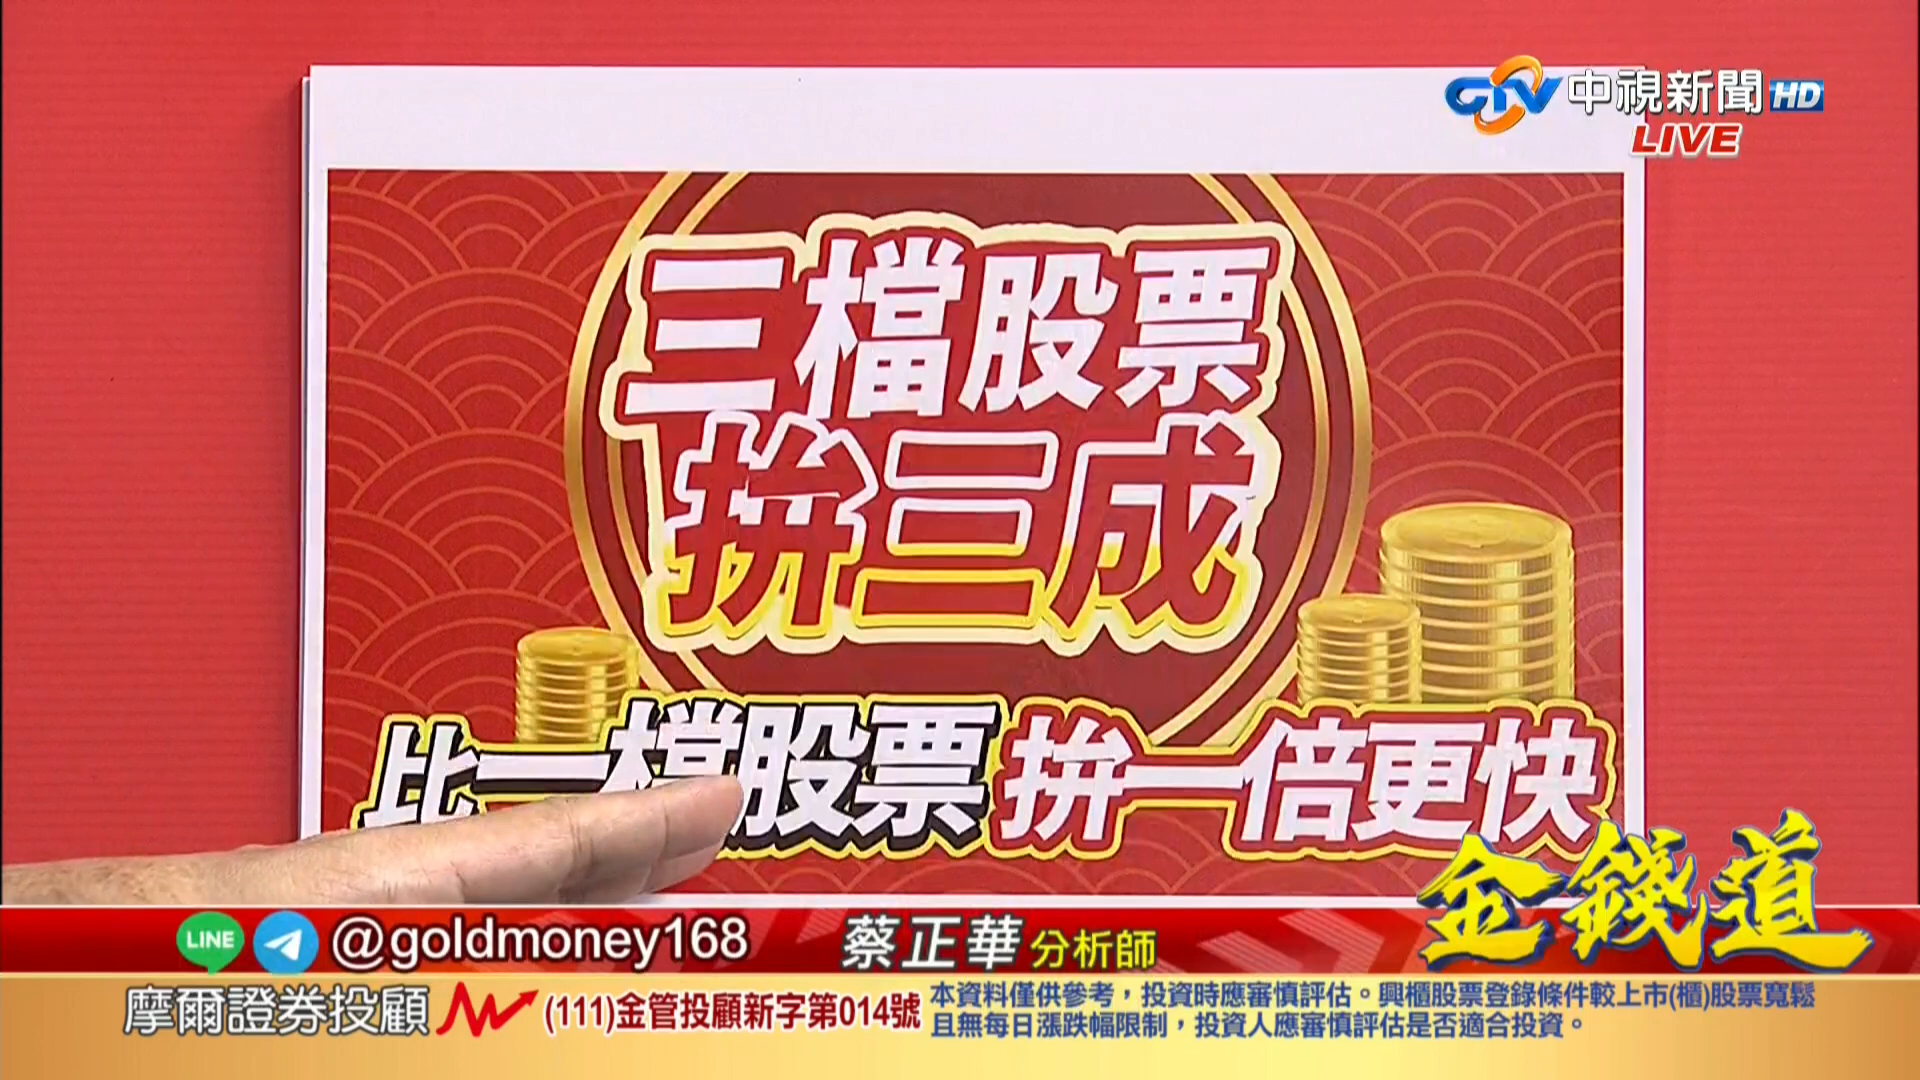 CTV 中視新聞 HD
LIVE
三檔股票
拚三成
比一檔股票拚一倍更快
金錢道
LINE @goldmoney168 蔡正華 分析師
摩爾證券投顧 (111)金管投顧新字第014號
本資料僅供參考，投資時應審慎評估。興櫃股票登錄條件較上市(櫃)股票寬鬆
且無每日漲跌幅限制，投資人應審慎評估是否適合投資。